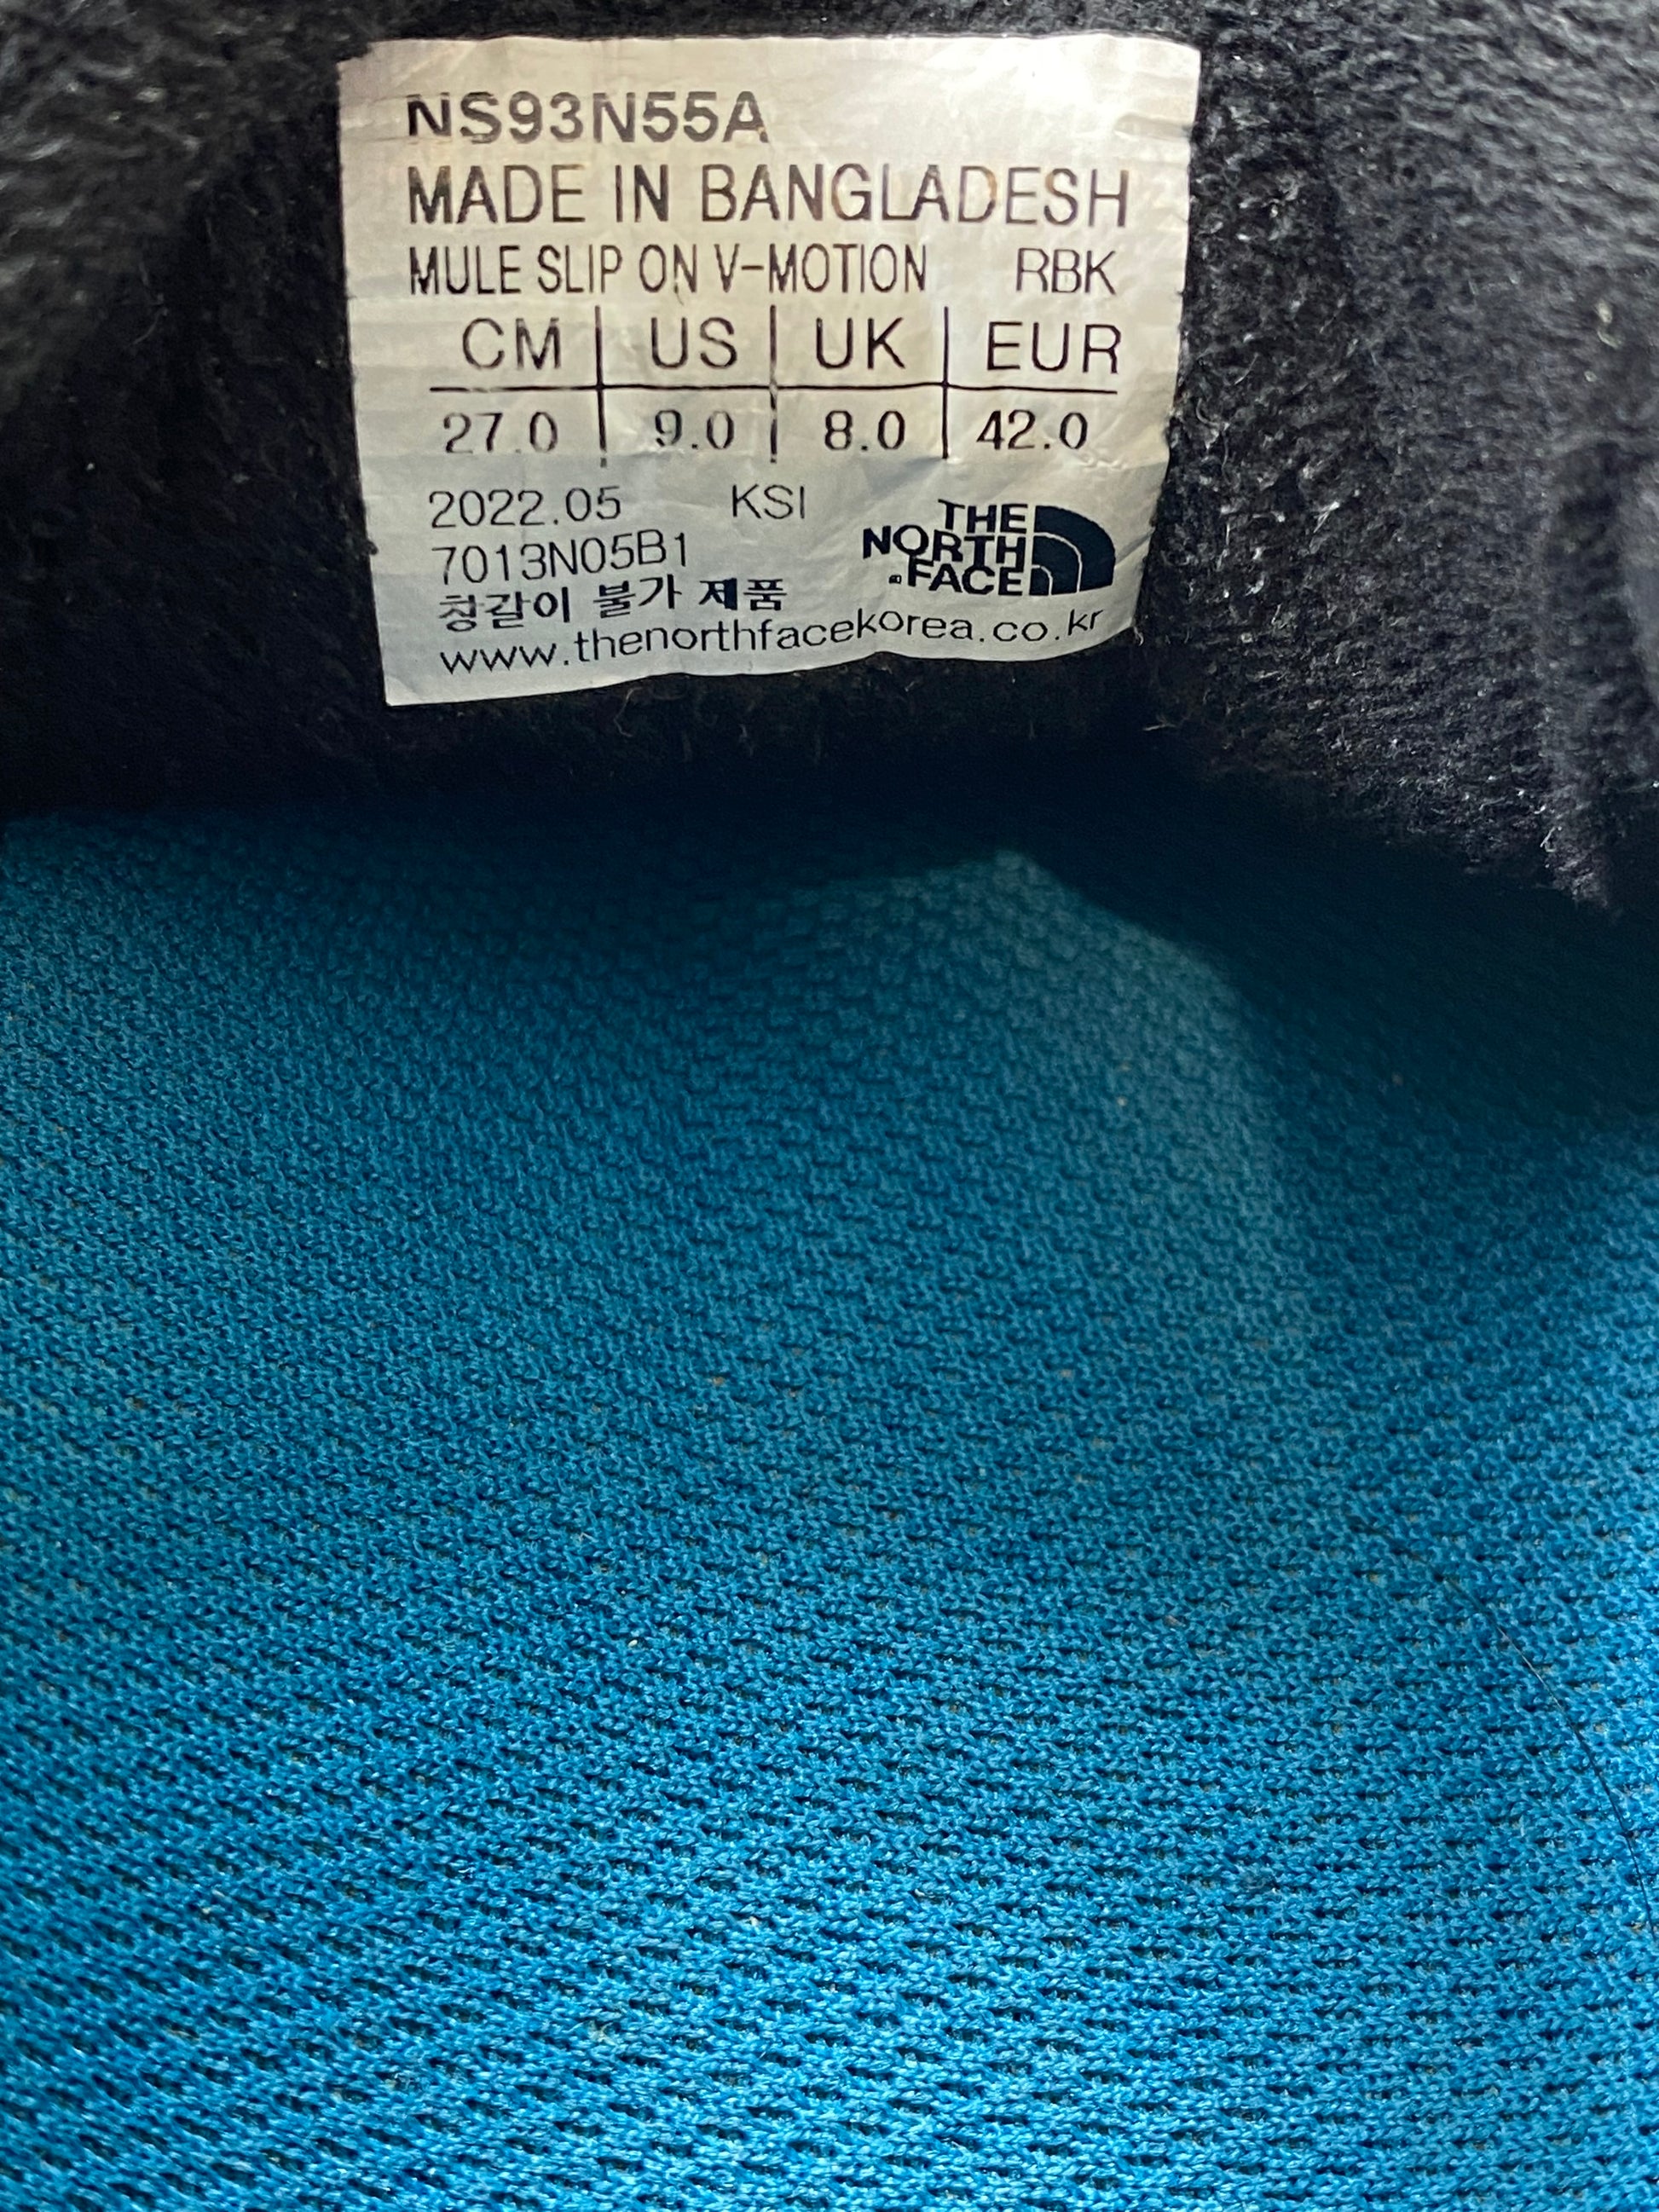 NS93N55A
MADE IN BANGLADESH
MULE SLIP ON V-MOTION RBK
CM US UK EUR
27.0 9.0 8.0 42.0
2022.05 KSI
7013N05B1
창갈이 불가 제품
THE
NORTH
FACE
www.thenorthfacekorea.co.kr